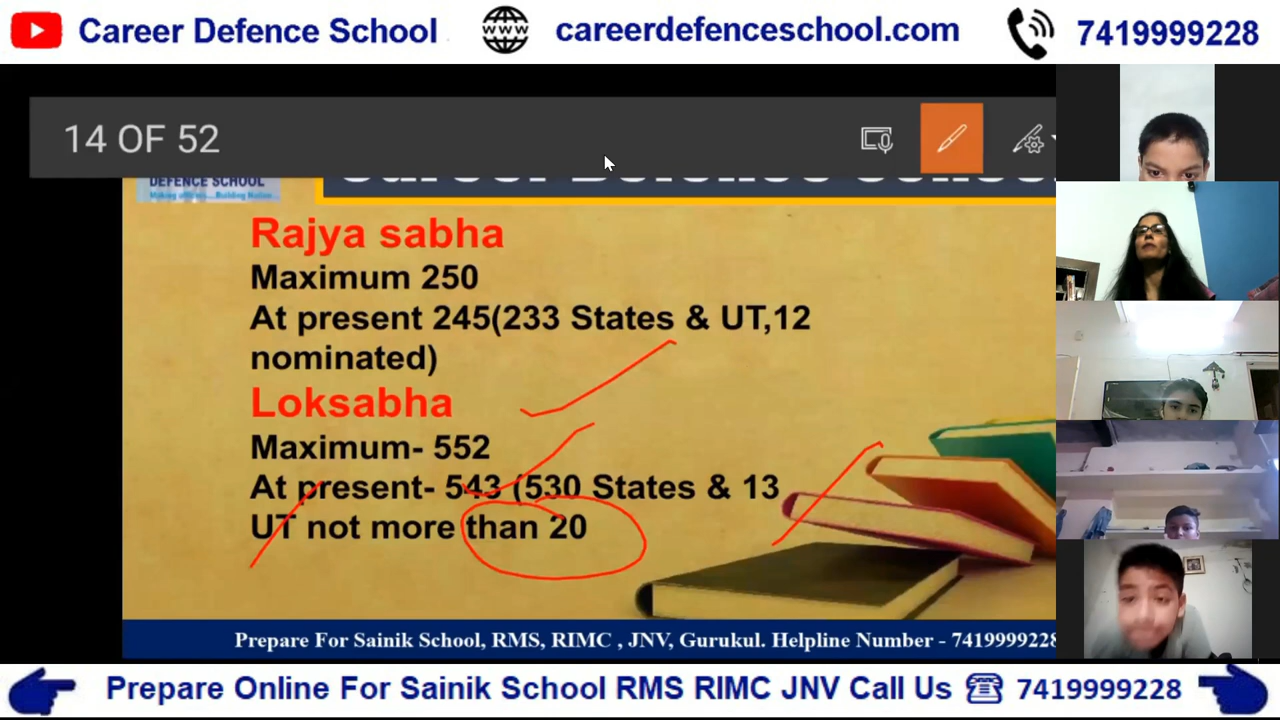 Career Defence School
WWW
careerdefenceschool.com
7419999228
14 OF 52
DEFENCE SCHOOL
Rajya sabha
Maximum 250
At present 245(233 States & UT,12
nominated)
Loksabha
Maximum- 552
At present- 543 (530 States & 13
UT not more than 20
Prepare For Sainik School, RMS, RIMC , JNV, Gurukul. Helpline Number - 7419999228
Prepare Online For Sainik School RMS RIMC JNV Call Us 7419999228